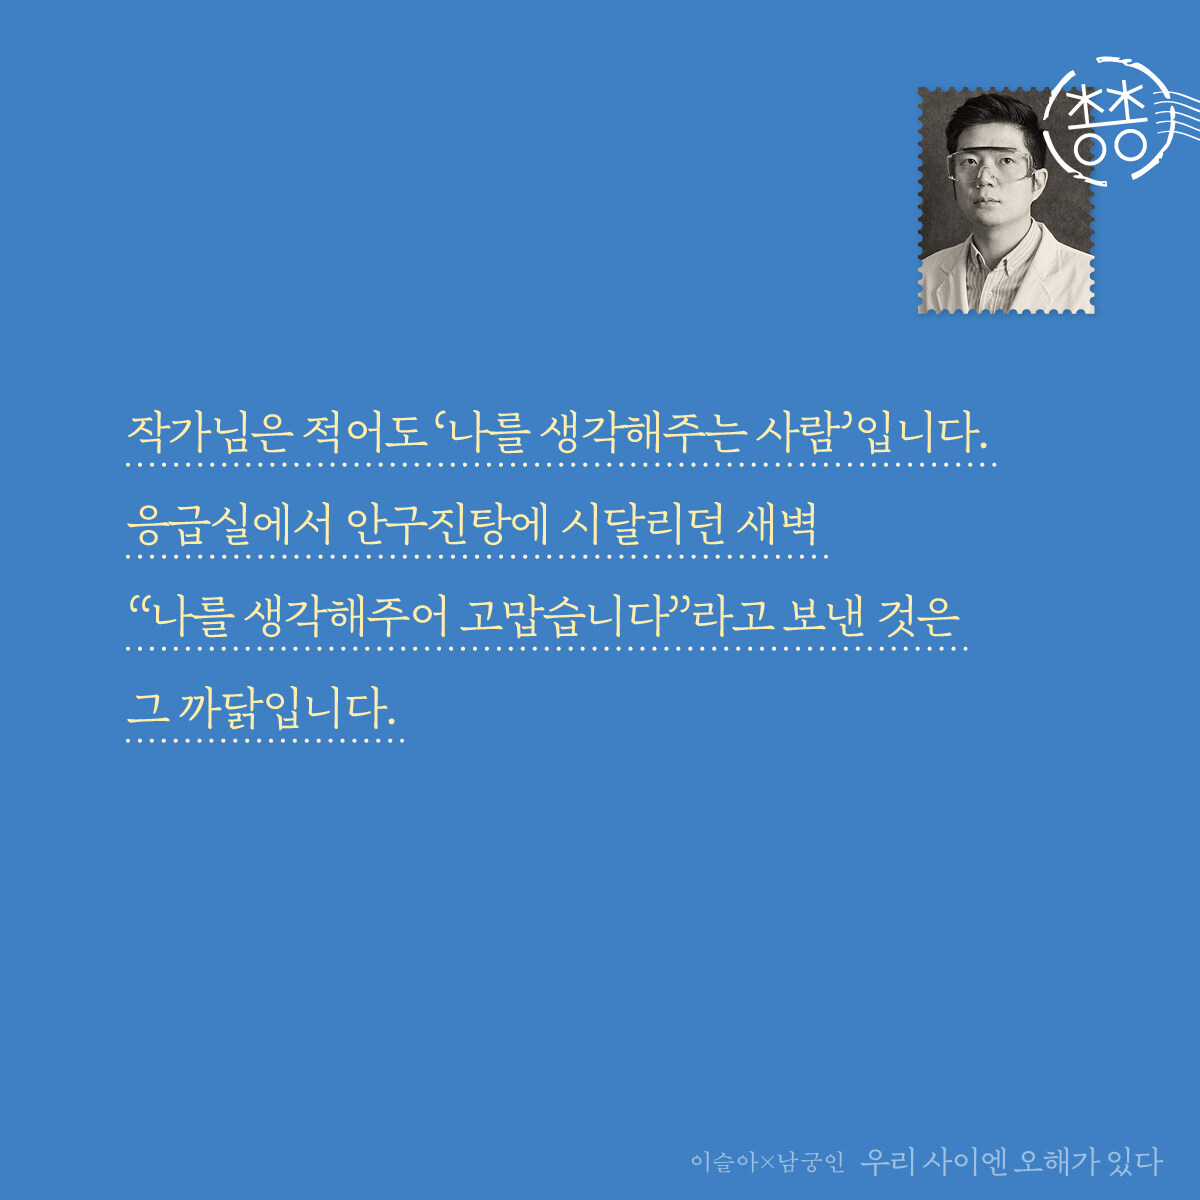 총총
작가님은 적어도 ‘나를 생각해주는 사람’입니다.
응급실에서 안구진탕에 시달리던 새벽
“나를 생각해주어 고맙습니다”라고 보낸 것은
그 까닭입니다.
이슬아×남궁인 우리 사이엔 오해가 있다